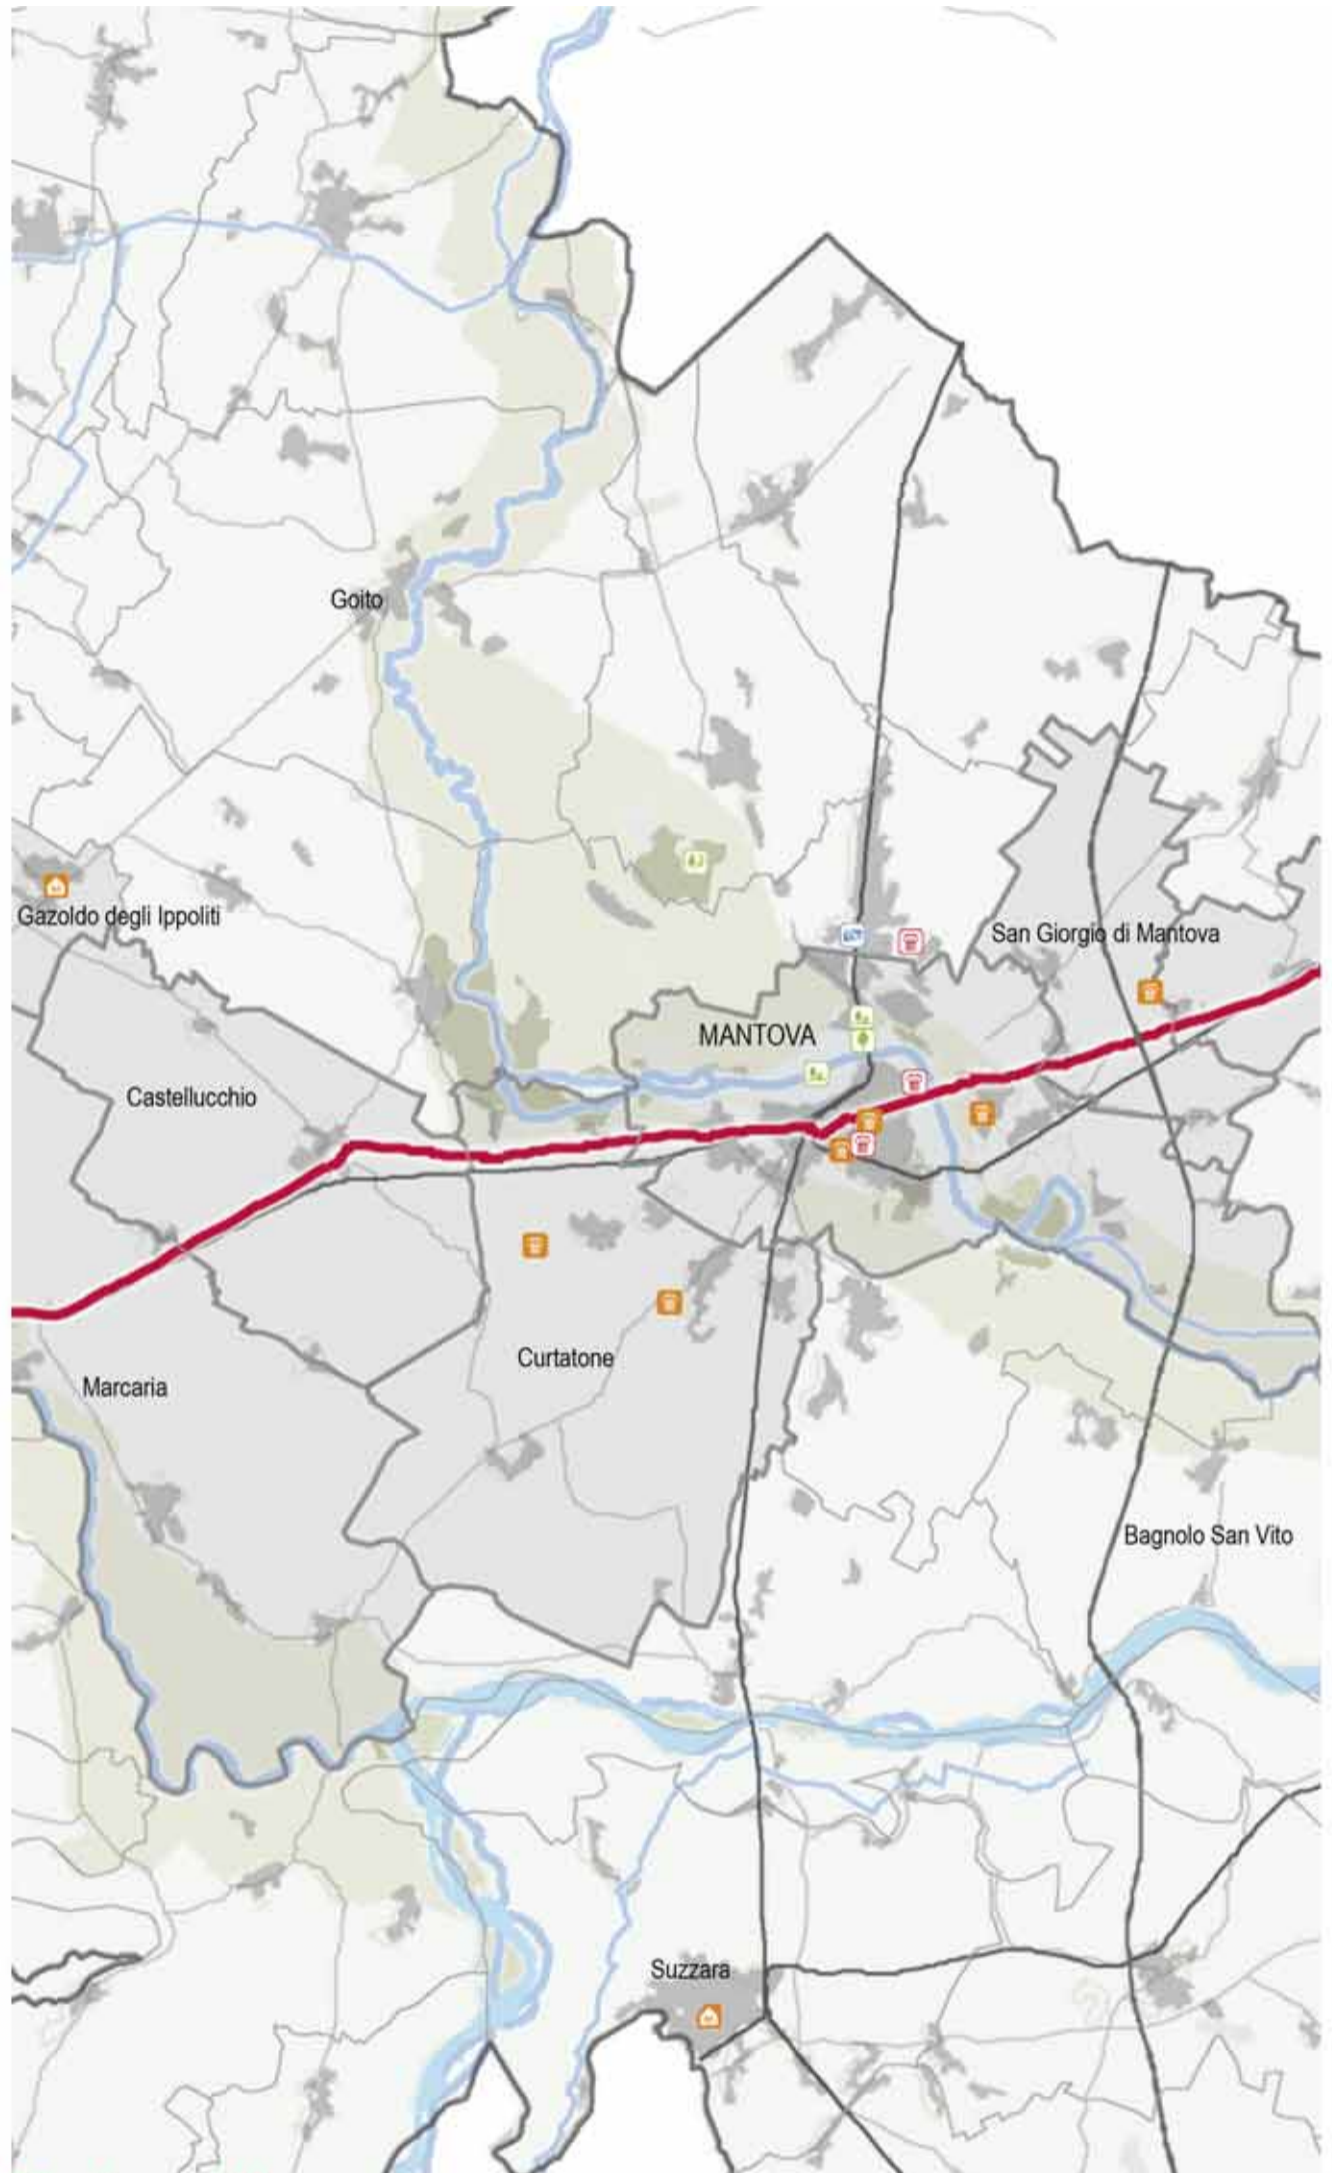 Goito
Gazoldo degli Ippoliti
San Giorgio di Mantova
MANTOVA
Castellucchio
Curtatone
Marcaria
Bagnolo San Vito
Suzzara